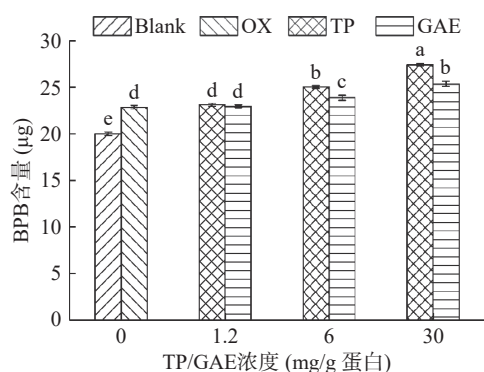 Blank OX TP GAE
30
25
20
15
10
5
0
BPB含量 (μg)
e d d d b c a b
0 1.2 6 30
TP/GAE浓度 (mg/g 蛋白)